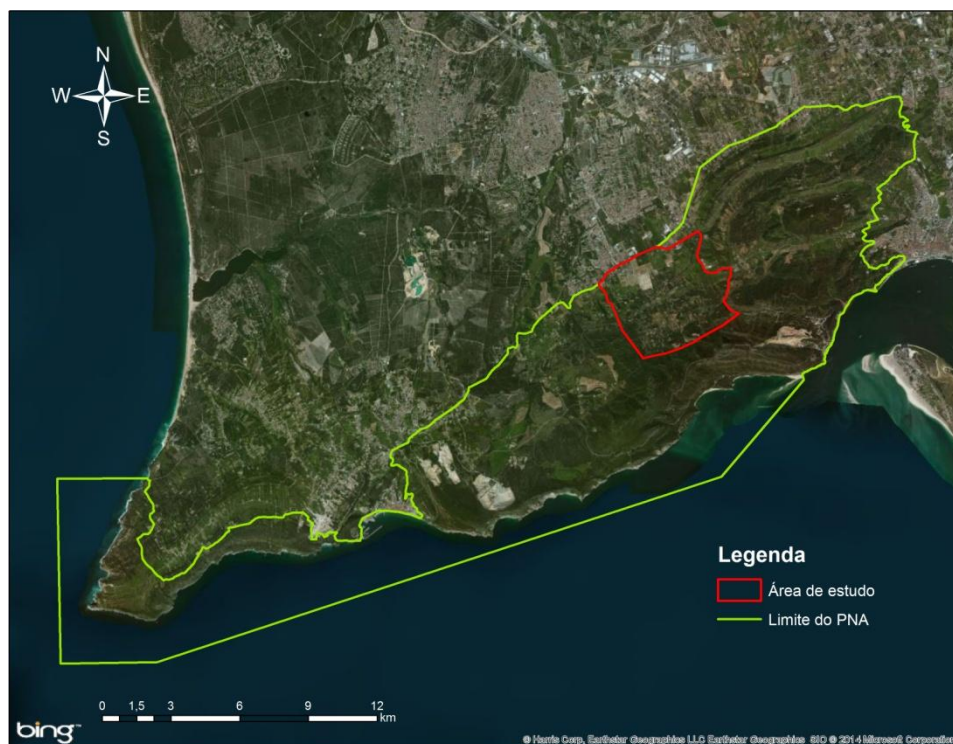 N
W E
S
Legenda
Área de estudo
Limite do PNA
0 1,5 3 6 9 12
km
bing™
© Harris Corp, Earthstar Geographics LLC Earthstar Geographics SIO © 2014 Microsoft Corporation